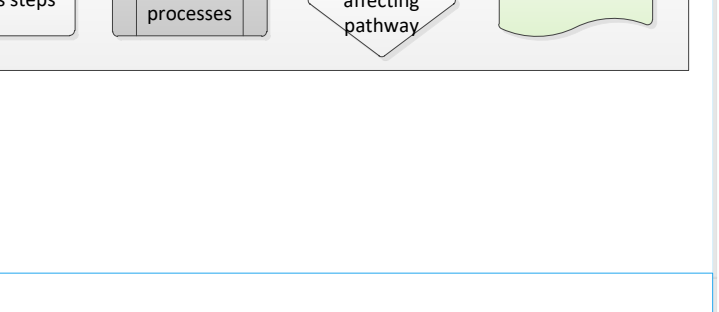 s steps
processes
affecting
pathway